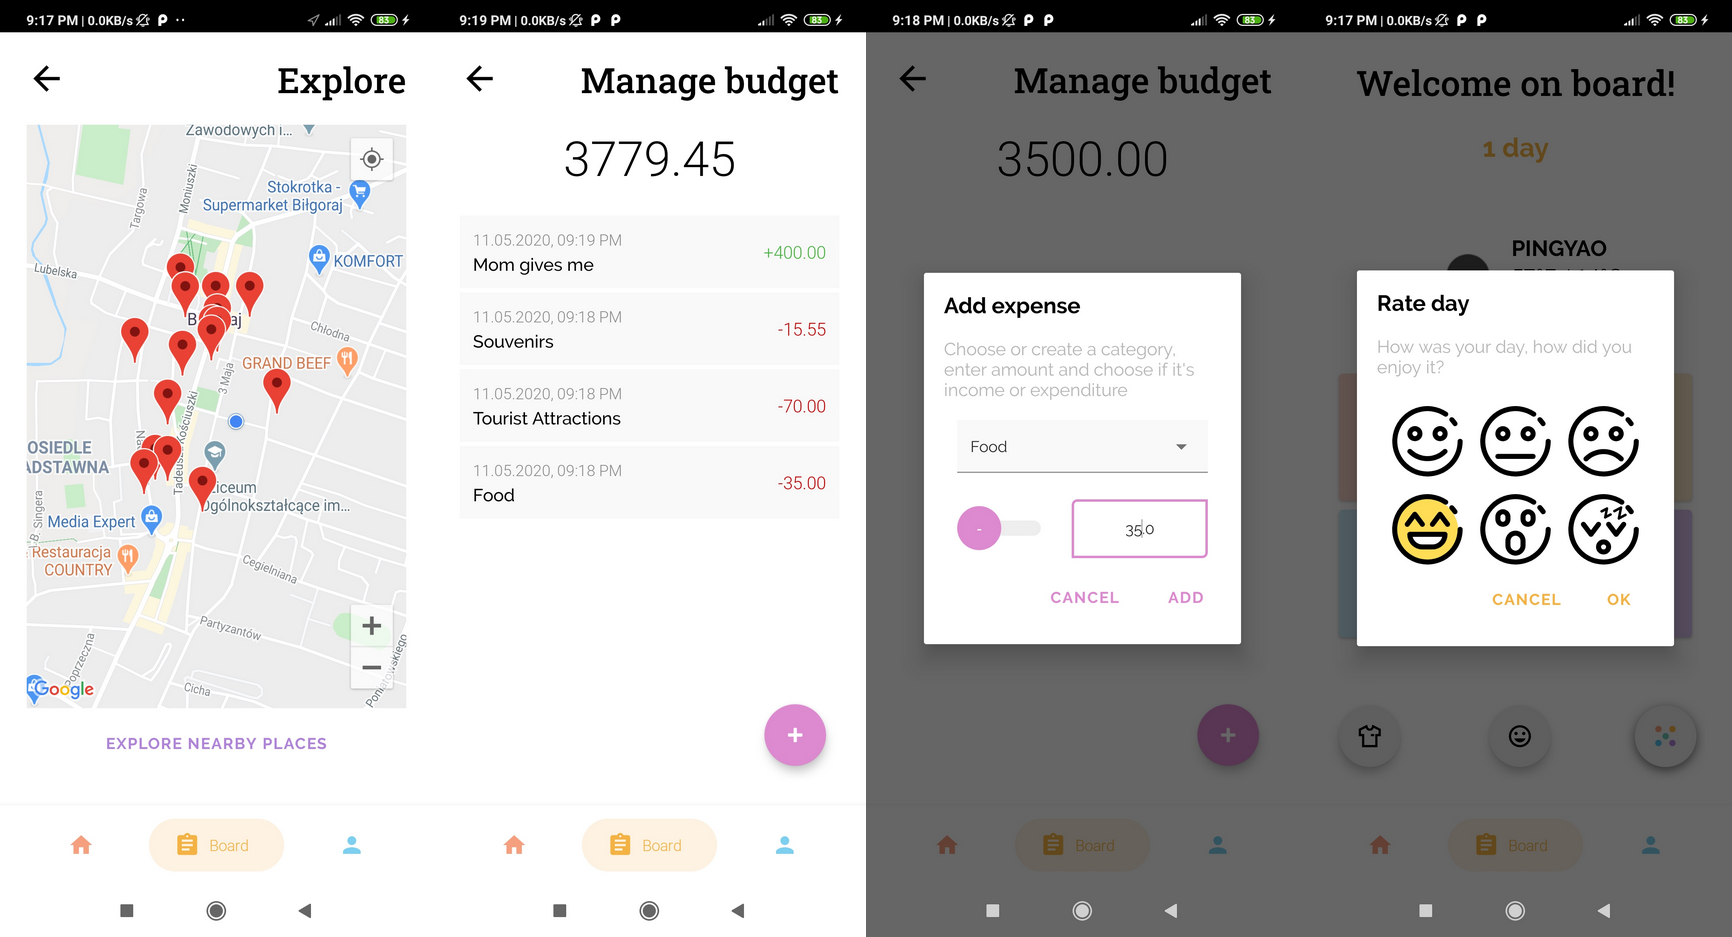 9:17 PM | 0.0KB/s
83
Explore
Zawodowych i...
Moniuszki
Targowa
Stokrotka -
Supermarket Biłgoraj
KOMFORT
Lubelska
Chłodna
GRAND BEEF
3 Maja
Tadeusza Kościuszki
OSIEDLE
ADSTAWNA
Liceum
Ogólnokształcące im...
B. Singera
Media Expert
Restauracja
COUNTRY
Cegielniana
Partyzantów
Poprzeczna
Cicha
Poniatowskiego
Google
EXPLORE NEARBY PLACES
Board
9:19 PM | 0.0KB/s
83
Manage budget
3779.45
11.05.2020, 09:19 PM
Mom gives me
+400.00
11.05.2020, 09:18 PM
Souvenirs
-15.55
11.05.2020, 09:18 PM
Tourist Attractions
-70.00
11.05.2020, 09:18 PM
Food
-35.00
+
Board
9:18 PM | 0.0KB/s
83
Manage budget
3500.00
Add expense
Choose or create a category,
enter amount and choose if it's
income or expenditure
Food
-
35.0
CANCEL ADD
+
Board
9:17 PM | 0.0KB/s
83
Welcome on board!
1 day
PINGYAO
Rate day
How was your day, how did you
enjoy it?
CANCEL OK
Board